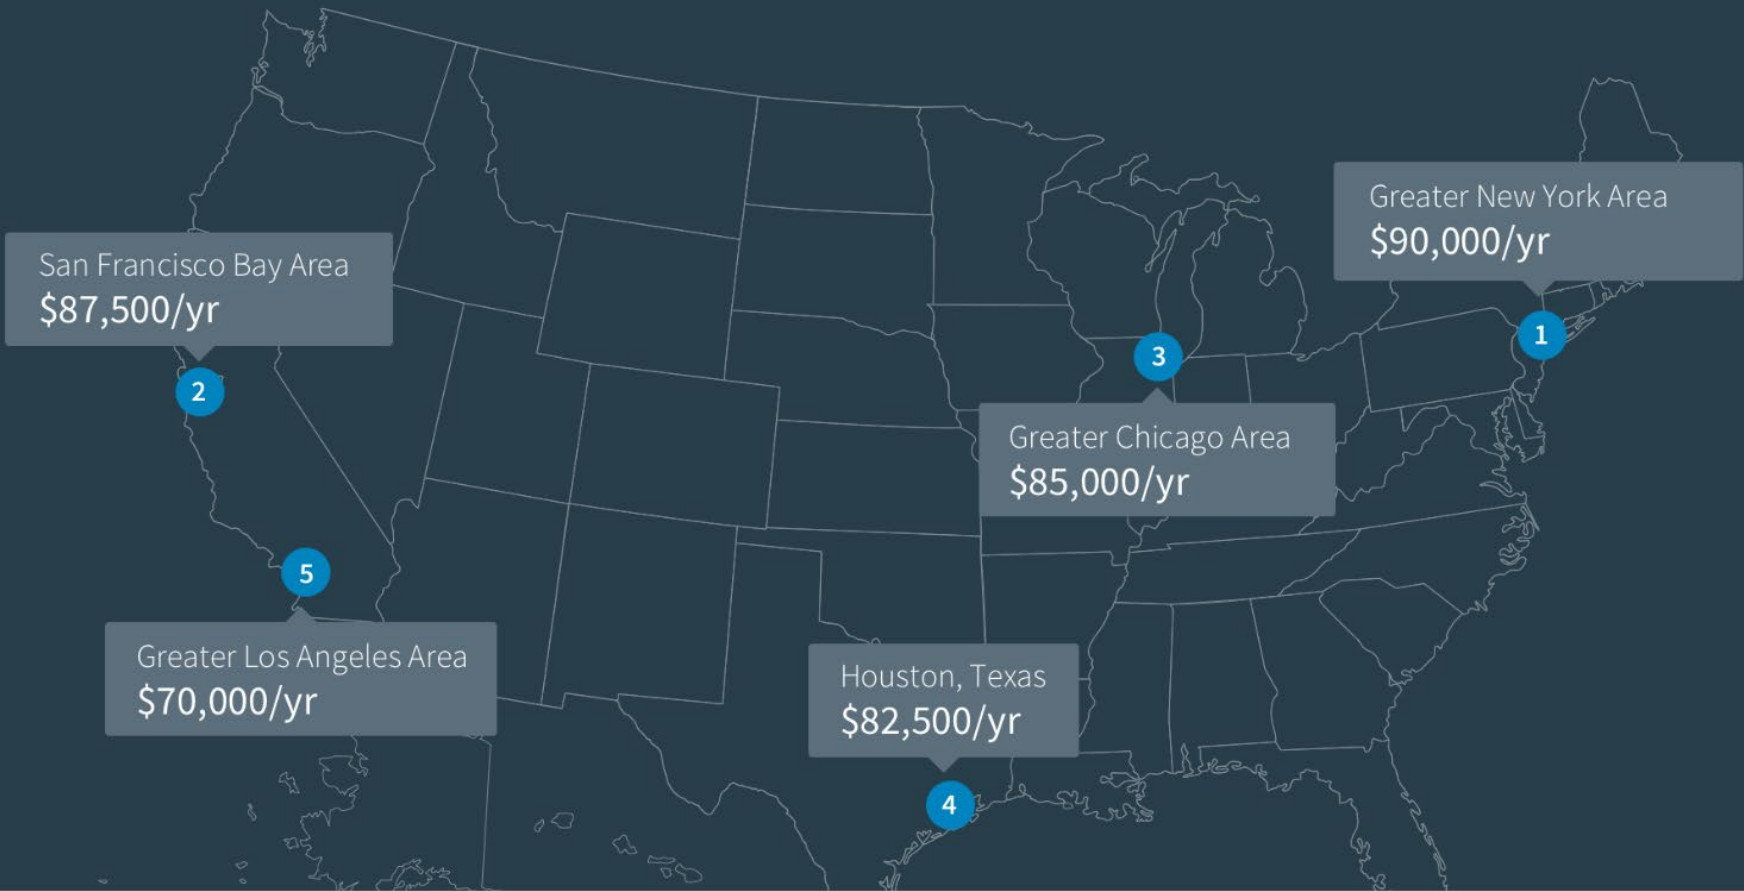 Greater New York Area
$90,000/yr
1
San Francisco Bay Area
$87,500/yr
2
3
Greater Chicago Area
$85,000/yr
5
Greater Los Angeles Area
$70,000/yr
Houston, Texas
$82,500/yr
4